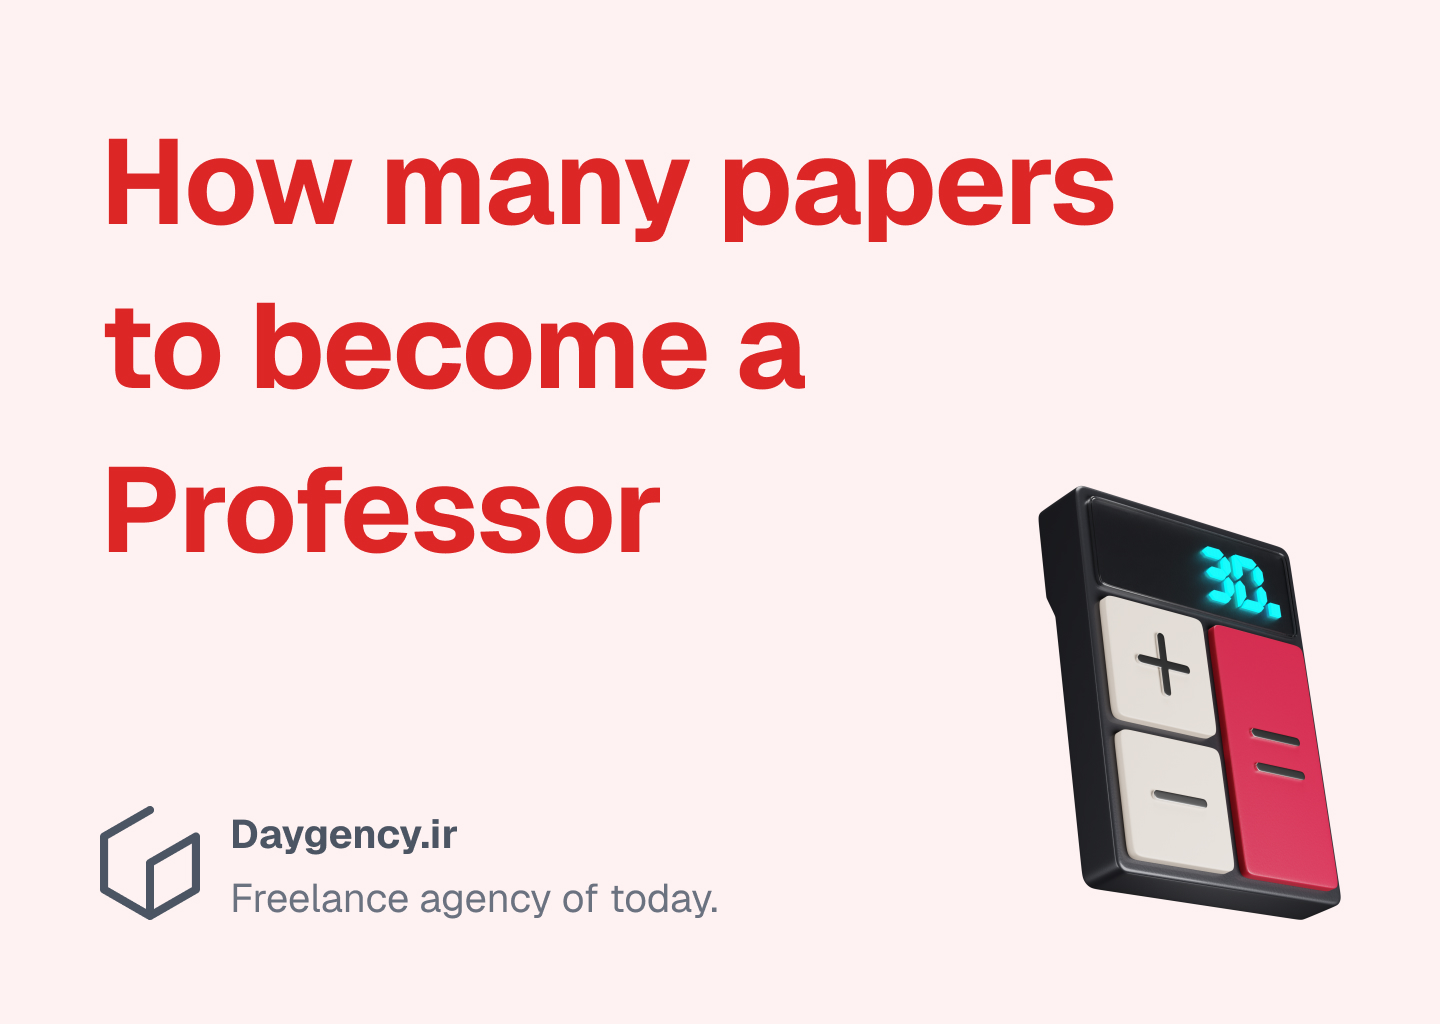 How many papers
to become a
Professor
30.
+
=
−
Daygency.ir
Freelance agency of today.